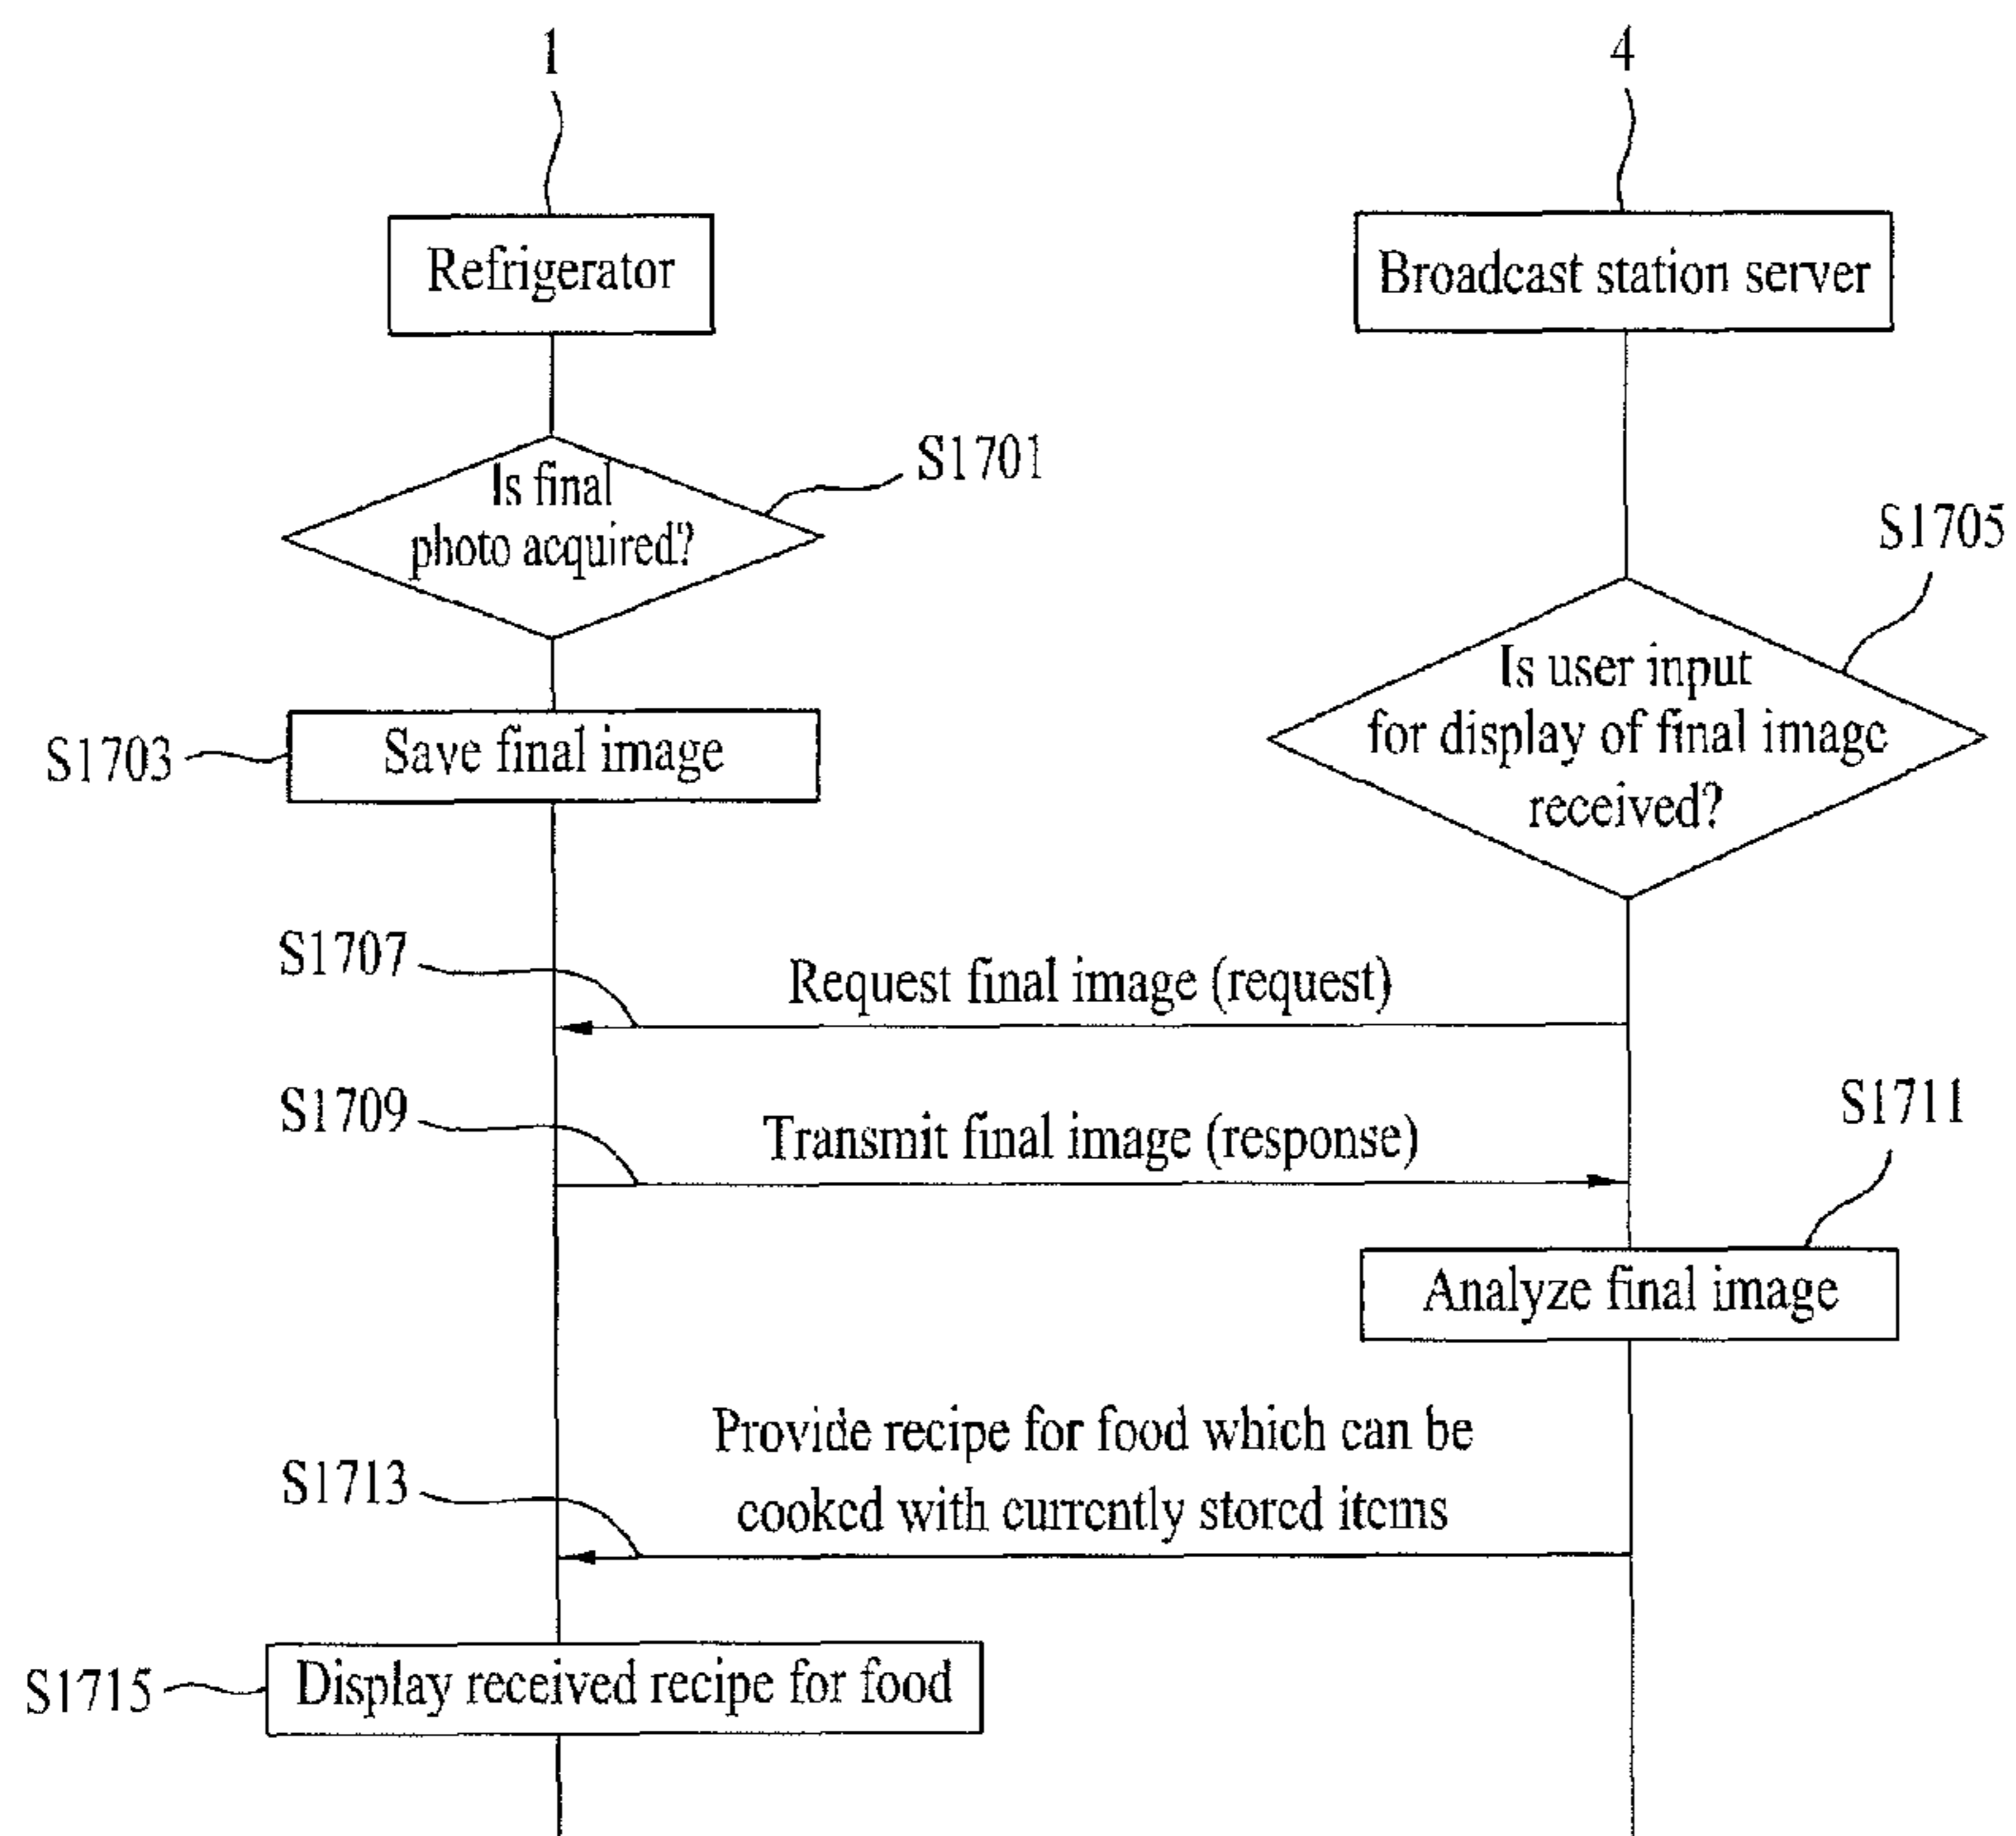 1
4
Refrigerator
Broadcast station server
Is final
photo acquired?
S1701
S1705
Is user input
for display of final image
received?
S1703
Save final image
S1707
Request final image (request)
S1709
Transmit final image (response)
S1711
Analyze final image
Provide recipe for food which can be
cooked with currently stored items
S1713
S1715
Display received recipe for food